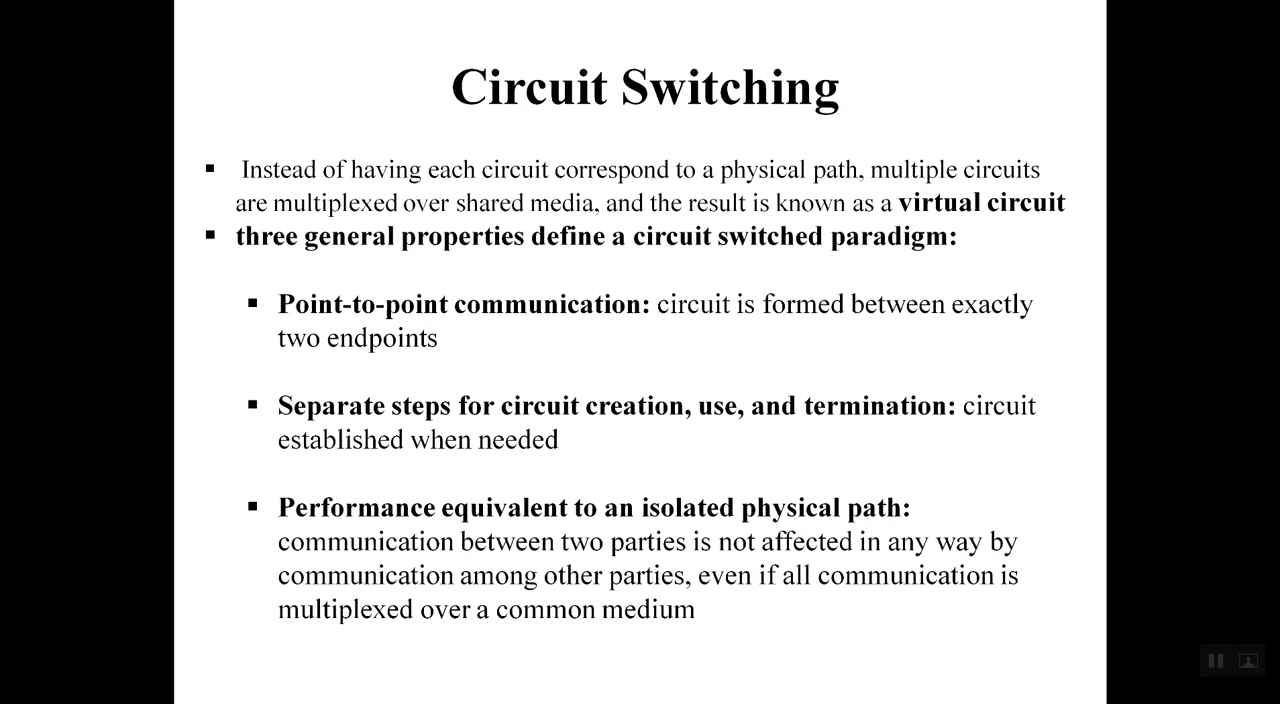 Circuit Switching
▪ Instead of having each circuit correspond to a physical path, multiple circuits
are multiplexed over shared media, and the result is known as a virtual circuit
▪ three general properties define a circuit switched paradigm:
▪ Point-to-point communication: circuit is formed between exactly
two endpoints
▪ Separate steps for circuit creation, use, and termination: circuit
established when needed
▪ Performance equivalent to an isolated physical path:
communication between two parties is not affected in any way by
communication among other parties, even if all communication is
multiplexed over a common medium